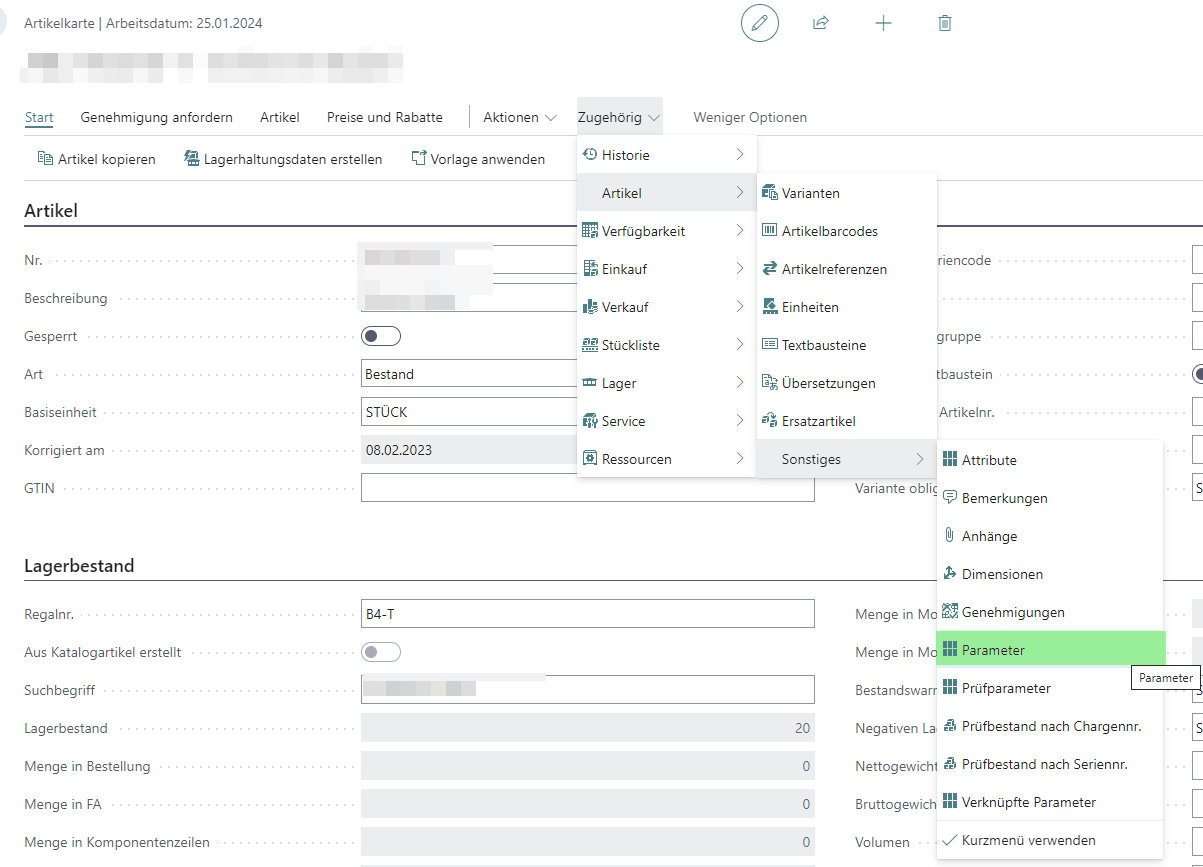 Artikelkarte | Arbeitsdatum: 25.01.2024
Start Genehmigung anfordern Artikel Preise und Rabatte Aktionen Zugehörig Weniger Optionen
Artikel kopieren Lagerhaltungsdaten erstellen Vorlage anwenden
Historie
Artikel
Verfügbarkeit
Einkauf
Verkauf
Stückliste
Lager
Service
Ressourcen
Varianten
Artikelbarcodes
Artikelreferenzen
Einheiten
Textbausteine
Übersetzungen
Ersatzartikel
Sonstiges
Attribute
Bemerkungen
Anhänge
Dimensionen
Genehmigungen
Parameter
Parameter
Prüfparameter
Prüfbestand nach Chargennr.
Prüfbestand nach Seriennr.
Verknüpfte Parameter
Kurzmenü verwenden
Artikel
Nr.
riencode
Beschreibung
Gesperrt
gruppe
Art Bestand
tbaustein
Basiseinheit STÜCK
Artikelnr.
Korrigiert am 08.02.2023
GTIN
Variante oblig
S
Lagerbestand
Regalnr. B4-T
Menge in Mo
Aus Katalogartikel erstellt
Menge in Mo
Suchbegriff
Bestandswarn
Lagerbestand 20
Negativen La
S
Menge in Bestellung 0
Nettogewicht
Menge in FA 0
Bruttogewich
Menge in Komponentenzeilen 0
Volumen